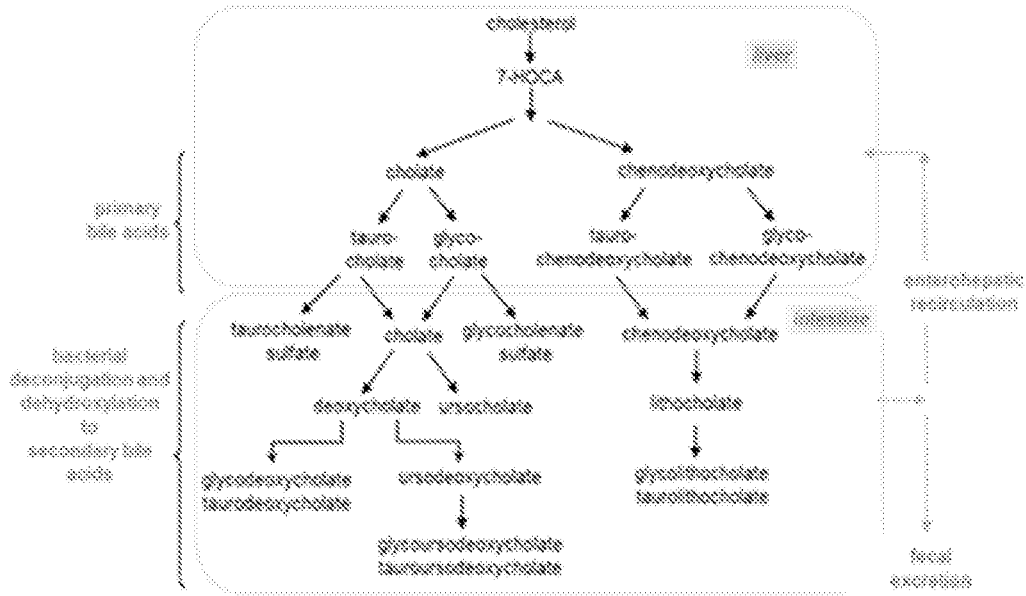 cholesterol
liver
7-HOCA
cholate
chenodeoxycholate
primary
bile acids
tauro-
cholate
glyco-
cholate
tauro-
chenodeoxycholate
glyco-
chenodeoxycholate
enterohepatic
recirculation
taurocholenate
sulfate
cholate
glycocholenate
sulfate
chenodeoxycholate
intestine
bacterial
deconjugation and
dehydroxylation
to
secondary bile
acids
deoxycholate
ursocholate
lithocholate
glycodeoxycholate
taurodeoxycholate
ursodeoxycholate
glycolithocholate
taurolithocholate
glycoursodeoxycholate
tauroursodeoxycholate
fecal
excretion